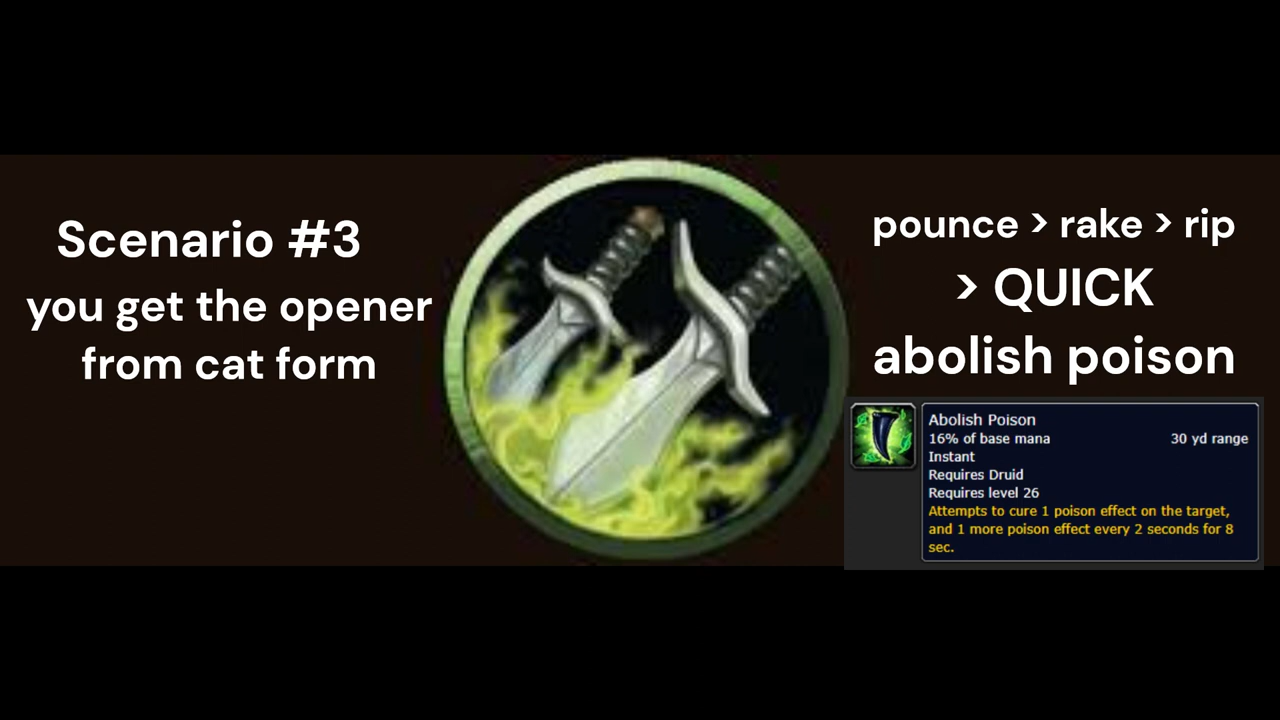 Scenario #3
you get the opener
from cat form
pounce > rake > rip
> QUICK
abolish poison
Abolish Poison
16% of base mana 30 yd range
Instant
Requires Druid
Requires level 26
Attempts to cure 1 poison effect on the target,
and 1 more poison effect every 2 seconds for 8
sec.